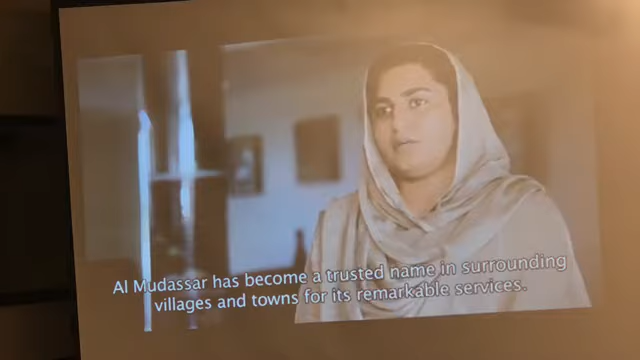 Al Mudassar has become a trusted name in surrounding
villages and towns for its remarkable services.